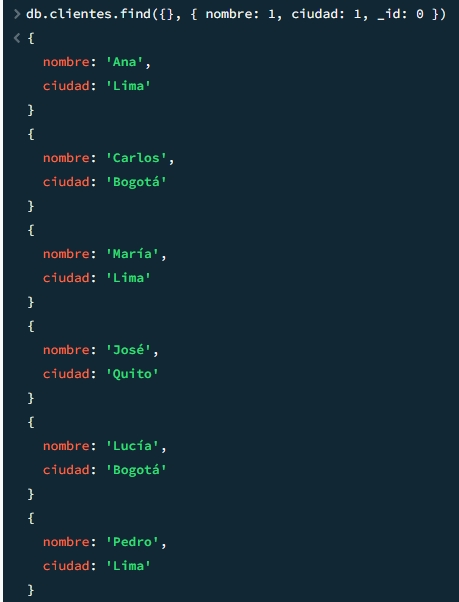 > db.clientes.find({}, { nombre: 1, ciudad: 1, _id: 0 })
< {
nombre: 'Ana',
ciudad: 'Lima'
}
{
nombre: 'Carlos',
ciudad: 'Bogotá'
}
{
nombre: 'María',
ciudad: 'Lima'
}
{
nombre: 'José',
ciudad: 'Quito'
}
{
nombre: 'Lucía',
ciudad: 'Bogotá'
}
{
nombre: 'Pedro',
ciudad: 'Lima'
}